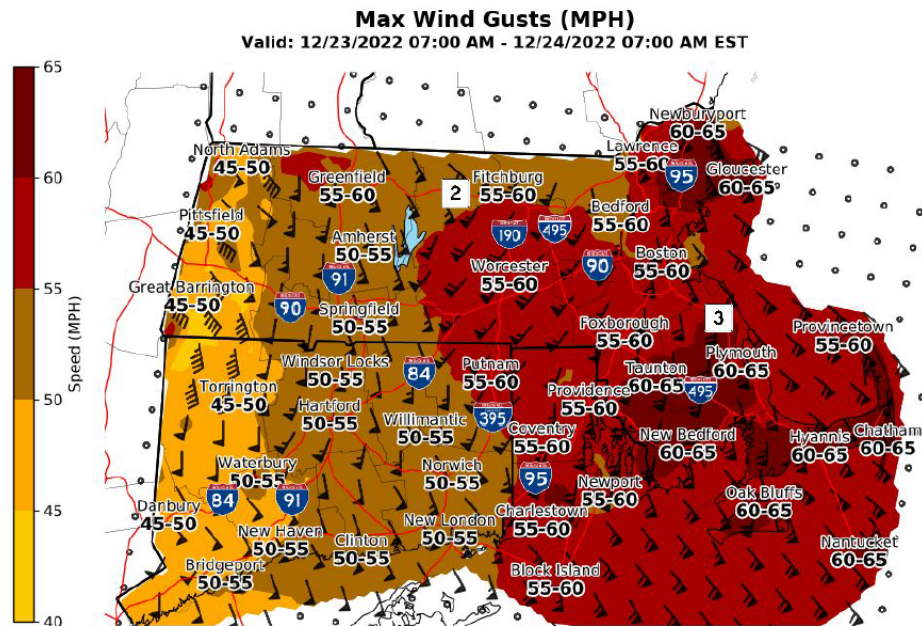 Max Wind Gusts (MPH)
Valid: 12/23/2022 07:00 AM - 12/24/2022 07:00 AM EST
65
60
55
50
45
40
Speed (MPH)
Newburyport
60-65
North Adams
45-50
Lawrence
55-60
Greenfield
55-60
2
Fitchburg
55-60
95
Gloucester
60-65
Pittsfield
45-50
Bedford
55-60
Amherst
50-55
190
495
Boston
55-60
91
Worcester
55-60
90
Great Barrington
45-50
90
Springfield
50-55
Foxborough
55-60
3
Provincetown
55-60
Windsor Locks
50-55
84
Putnam
55-60
Taunton
60-65
Plymouth
60-65
Torrington
45-50
495
Hartford
50-55
Willimantic
50-55
395
Providence
55-60
Coventry
55-60
New Bedford
60-65
Hyannis
60-65
Chatham
60-65
Waterbury
50-55
Norwich
50-55
95
Newport
55-60
Oak Bluffs
60-65
84
91
Danbury
45-50
New Haven
50-55
Clinton
50-55
New London
50-55
Charlestown
55-60
Nantucket
60-65
Bridgeport
50-55
Block Island
55-60